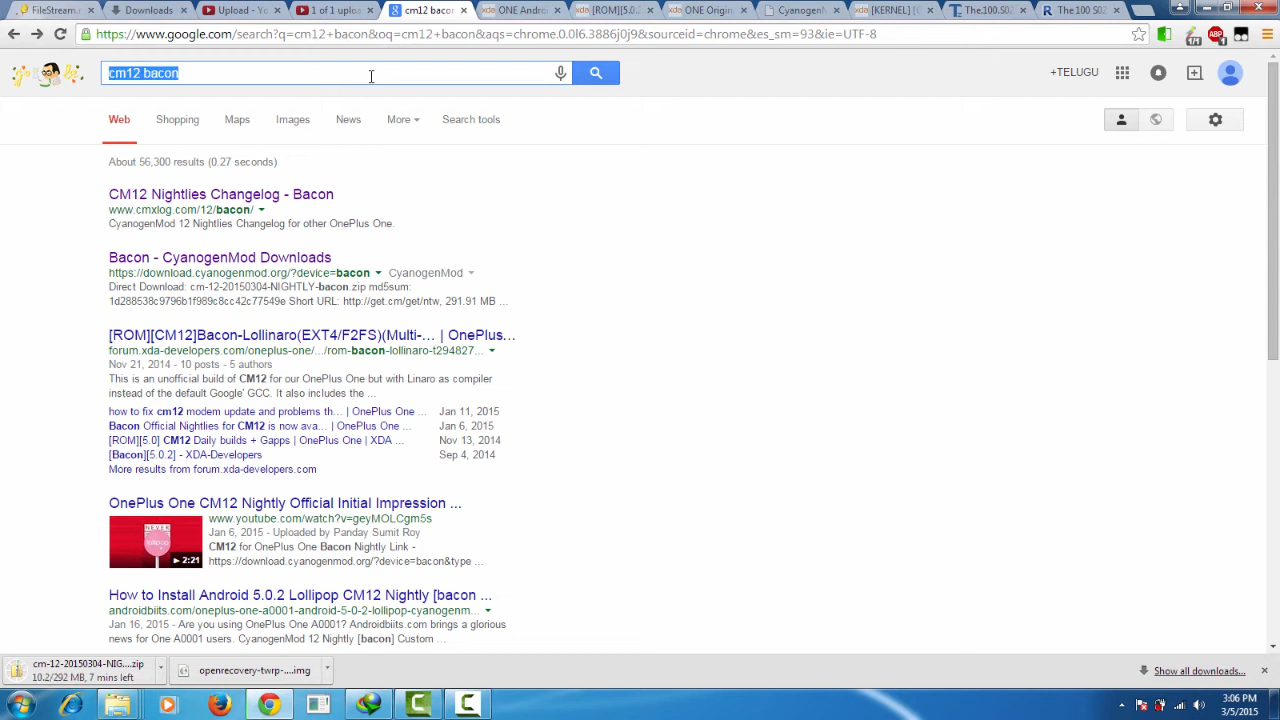 FileStream.
Downloads
Upload - Yo
1 of 1 uploa
cm12 bacon
ONE Andro
[ROM][5.0.
ONE Origin
Cyanogenm
[KERNEL] [
The.100.S0
The 100 S02
https://www.google.com/search?q=cm12+bacon&oq=cm12+bacon&aqs=chrome.0.0l6.3886j0j9&sourceid=chrome&es_sm=93&ie=UTF-8
cm12 bacon
+TELUGU
Web Shopping Maps Images News More Search tools
About 56,300 results (0.27 seconds)
CM12 Nightlies Changelog - Bacon
www.cmxlog.com/12/bacon/
CyanogenMod 12 Nightlies Changelog for other OnePlus One.
Bacon - CyanogenMod Downloads
https://download.cyanogenmod.org/?device=bacon CyanogenMod
Direct Download: cm-12-20150304-NIGHTLY-bacon.zip md5sum:
1d288538c9796b1f989c8cc42c77549e Short URL: http://get.cm/get/ntw, 291.91 MB ...
[ROM][CM12]Bacon-Lollinaro(EXT4/F2FS)(Multi-... | OnePlus...
forum.xda-developers.com/oneplus-one/.../rom-bacon-lollinaro-t294827...
Nov 21, 2014 - 10 posts - 5 authors
This is an unofficial build of CM12 for our OnePlus One but with Linaro as compiler
instead of the default Google' GCC. It also includes the ...
how to fix cm12 modem update and problems th... | OnePlus One ... Jan 11, 2015
Bacon Official Nightlies for CM12 is now ava... | OnePlus One ... Jan 6, 2015
[ROM][5.0] CM12 Daily builds + Gapps | OnePlus One | XDA ... Nov 13, 2014
[Bacon][5.0.2] - XDA-Developers Sep 4, 2014
More results from forum.xda-developers.com
OnePlus One CM12 Nightly Official Initial Impression ...
www.youtube.com/watch?v=geyMOLCgm5s
Jan 6, 2015 - Uploaded by Panday Sumit Roy
CM12 for OnePlus One Bacon Nightly Link -
https://download.cyanogenmod.org/?device=bacon&type ...
NEVER
2:21
How to Install Android 5.0.2 Lollipop CM12 Nightly [bacon ...
androidbiits.com/oneplus-one-a0001-android-5-0-2-lollipop-cyanogenm...
Jan 16, 2015 - Are you using OnePlus One A0001? Androidbiits.com brings a glorious
news for One A0001 users. CyanogenMod 12 Nightly [bacon] Custom ...
cm-12-20150304-NIG....zip
10.2/292 MB, 7 mins left
openrecovery-twrp-....img
Show all downloads...
3:06 PM
3/5/2015